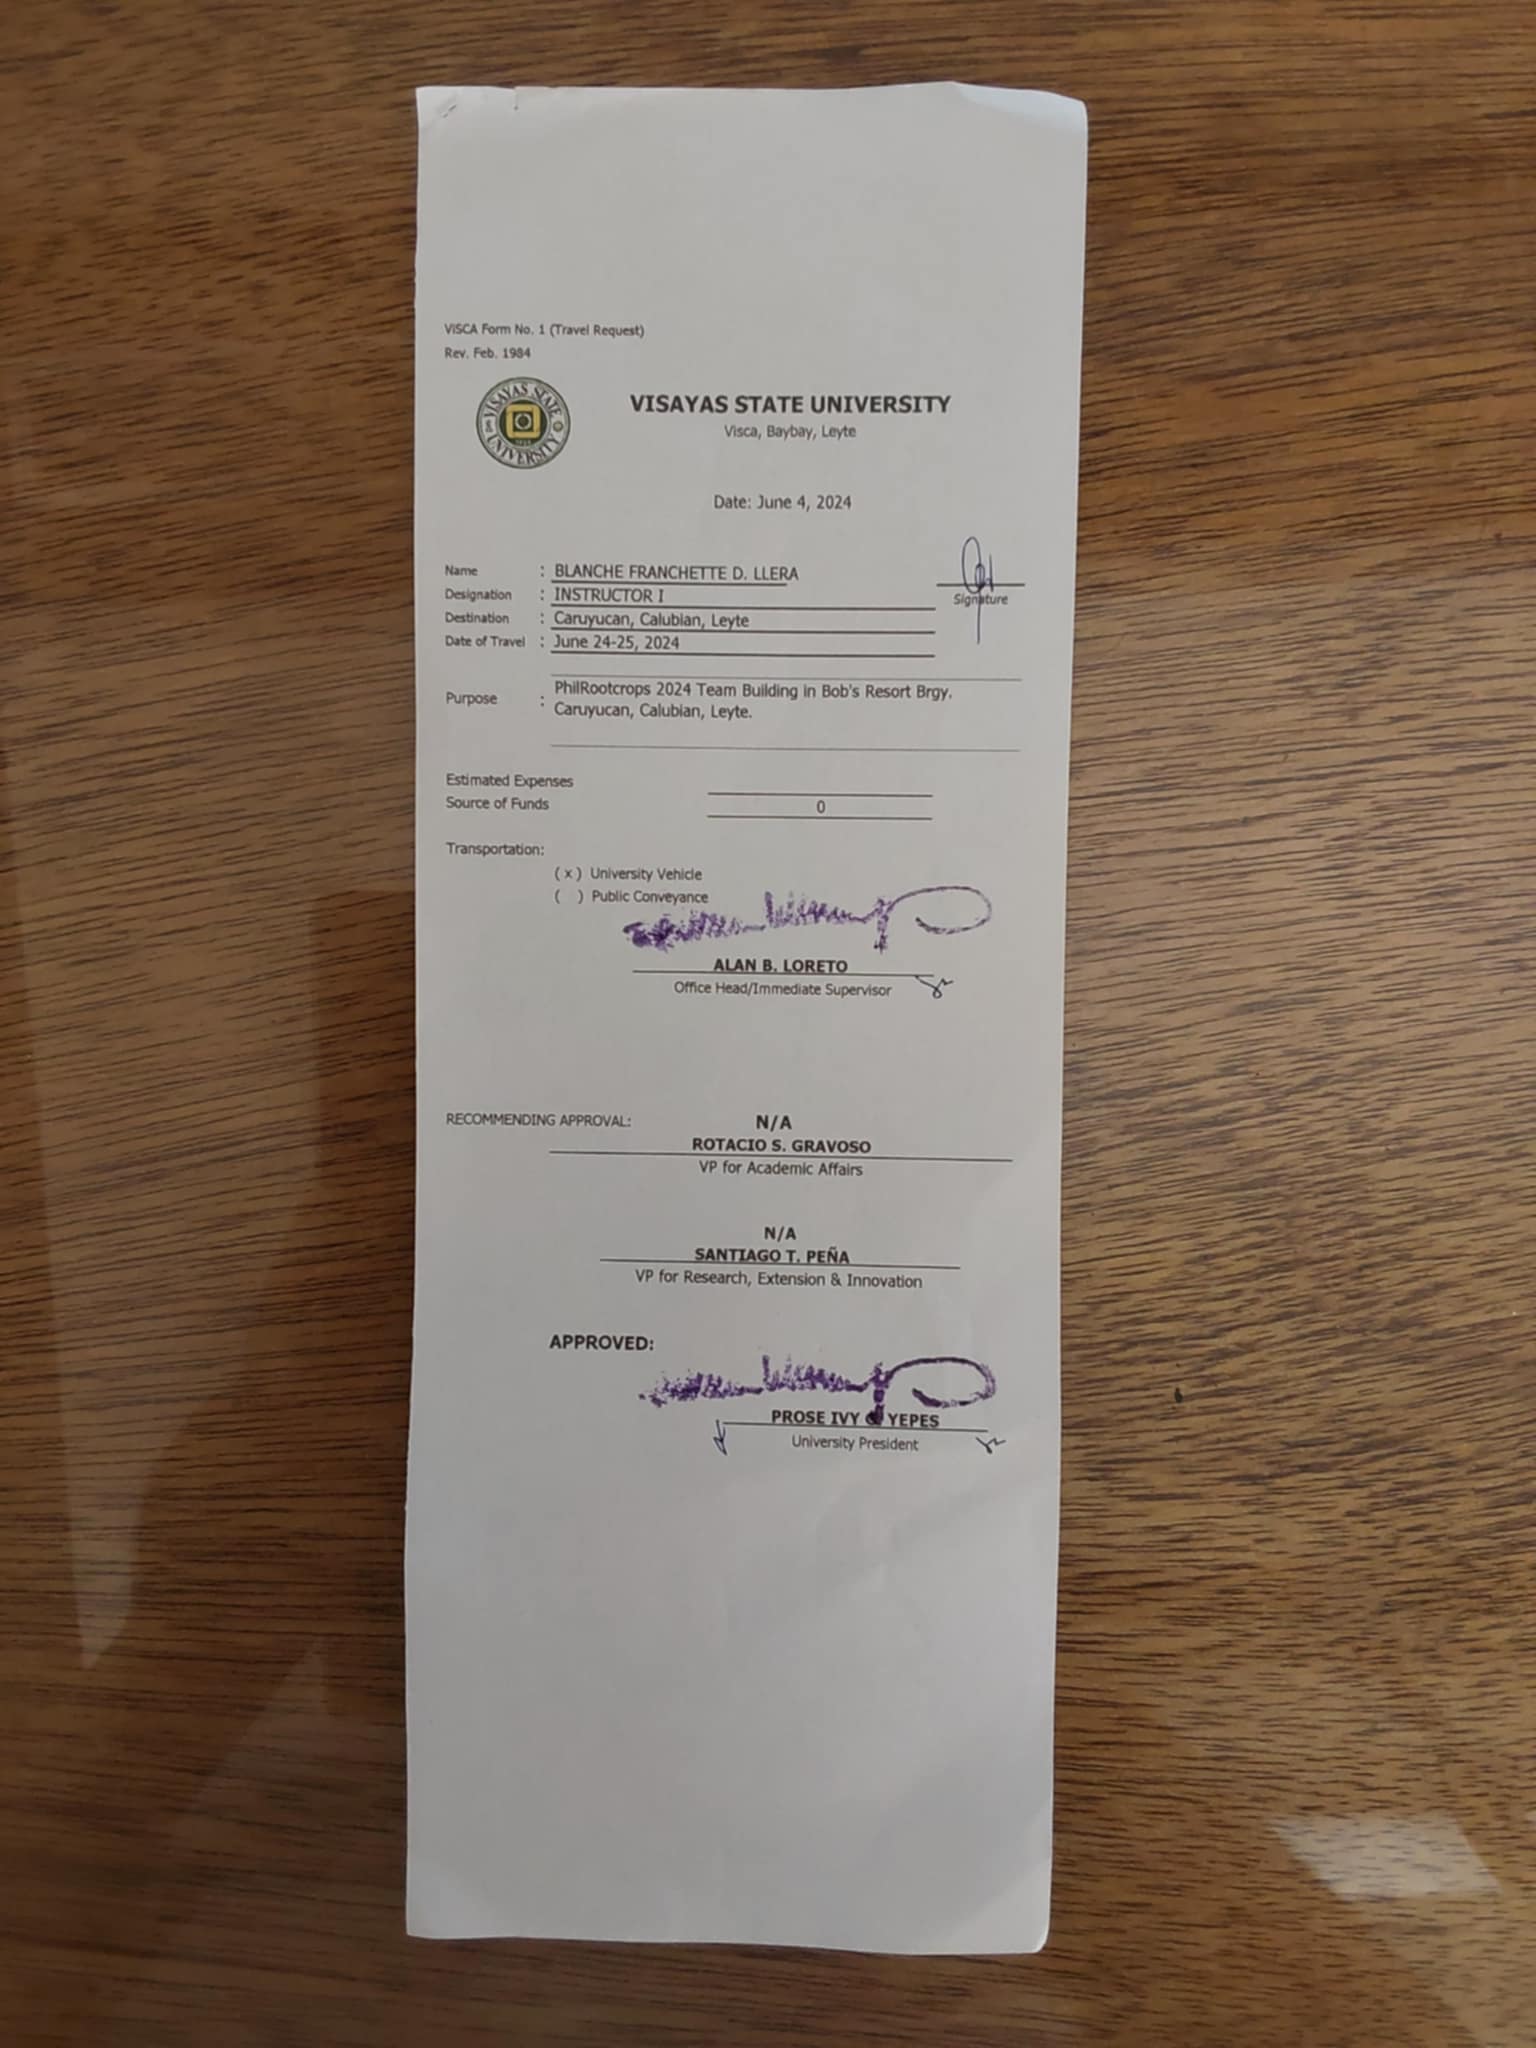 ViSCA Form No. 1 (Travel Request)
Rev. Feb. 1984
VISAYAS STATE UNIVERSITY
VISAYAS STATE UNIVERSITY
Visca, Baybay, Leyte
Date: June 4, 2024
Name : BLANCHE FRANCHETTE D. LLERA
Signature
Designation : INSTRUCTOR I
Destination : Caruyucan, Calubian, Leyte
Date of Travel : June 24-25, 2024
Purpose : PhilRootcrops 2024 Team Building in Bob's Resort Brgy.
Caruyucan, Calubian, Leyte.
Estimated Expenses
Source of Funds 0
Transportation:
( x ) University Vehicle
( ) Public Conveyance
ALAN B. LORETO
Office Head/Immediate Supervisor
RECOMMENDING APPROVAL: N/A
ROTACIO S. GRAVOSO
VP for Academic Affairs
N/A
SANTIAGO T. PEÑA
VP for Research, Extension & Innovation
APPROVED:
PROSE IVY YEPES
University President